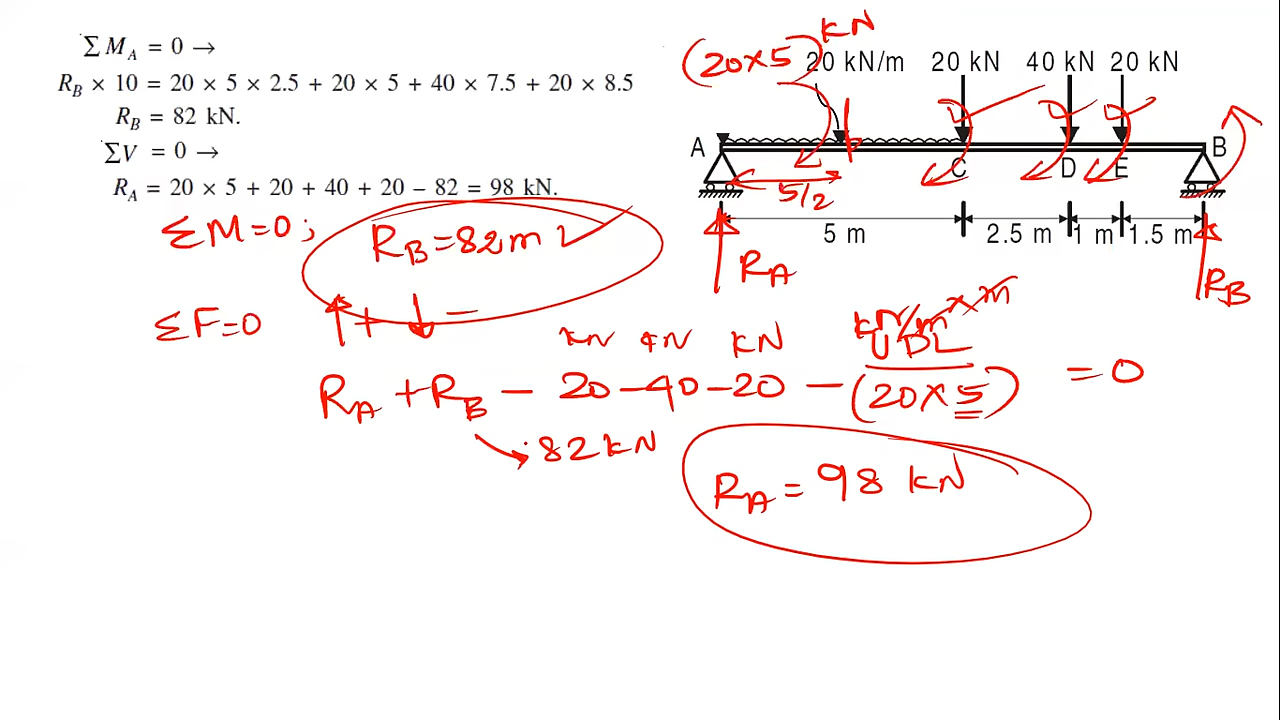 ΣM_A = 0 →
R_B × 10 = 20 × 5 × 2.5 + 20 × 5 + 40 × 7.5 + 20 × 8.5
R_B = 82 kN.
ΣV = 0 →
R_A = 20 × 5 + 20 + 40 + 20 – 82 = 98 kN.
(20×5) kN
20 kN/m 20 kN 40 kN 20 kN
A C D E B
5/2
5 m 2.5 m 1 m 1.5 m
R_A R_B
ΣM=0;
R_B=82m
ΣF=0 ↑+ ↓−
kN kN kN kN/m×m
UDL
R_A + R_B − 20 − 40 − 20 − (20×5) = 0
82 kN
R_A = 98 kN